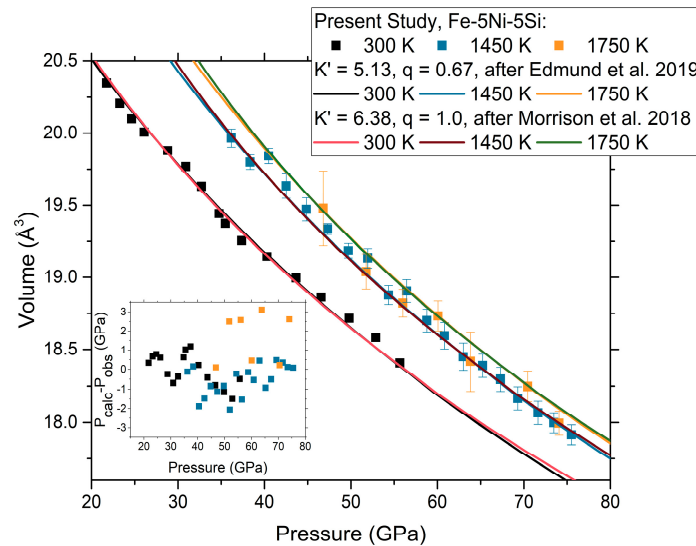 Present Study, Fe-5Ni-5Si:
300 K 1450 K 1750 K
K' = 5.13, q = 0.67, after Edmund et al. 2019
300 K 1450 K 1750 K
K' = 6.38, q = 1.0, after Morrison et al. 2018
300 K 1450 K 1750 K
20.5
20.0
19.5
19.0
18.5
18.0
Volume (Å³)
20 30 40 50 60 70 80
Pressure (GPa)
3
2
1
0
-1
-2
-3
Pcalc-Pobs (GPa)
10 20 30 40 50 60 70 80
Pressure (GPa)